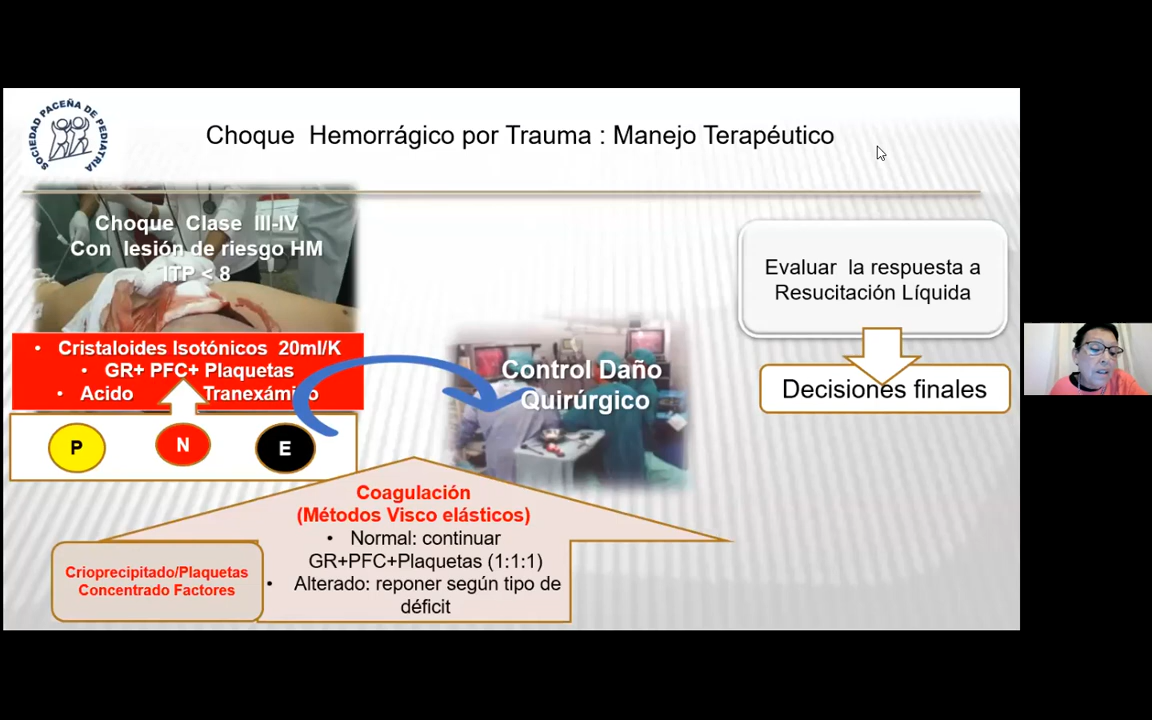 SOCIEDAD PACEÑA DE PEDIATRIA
Choque Hemorrágico por Trauma : Manejo Terapéutico
Choque Clase III-IV
Con lesión de riesgo HM
ITP < 8
• Cristaloides Isotónicos 20ml/K
• GR+ PFC+ Plaquetas
• Acido Tranexámico
P
N
E
Control Daño
Quirúrgico
Evaluar la respuesta a
Resucitación Líquida
Decisiones finales
Coagulación
(Métodos Visco elásticos)
• Normal: continuar
GR+PFC+Plaquetas (1:1:1)
• Alterado: reponer según tipo de
déficit
Crioprecipitado/Plaquetas
Concentrado Factores